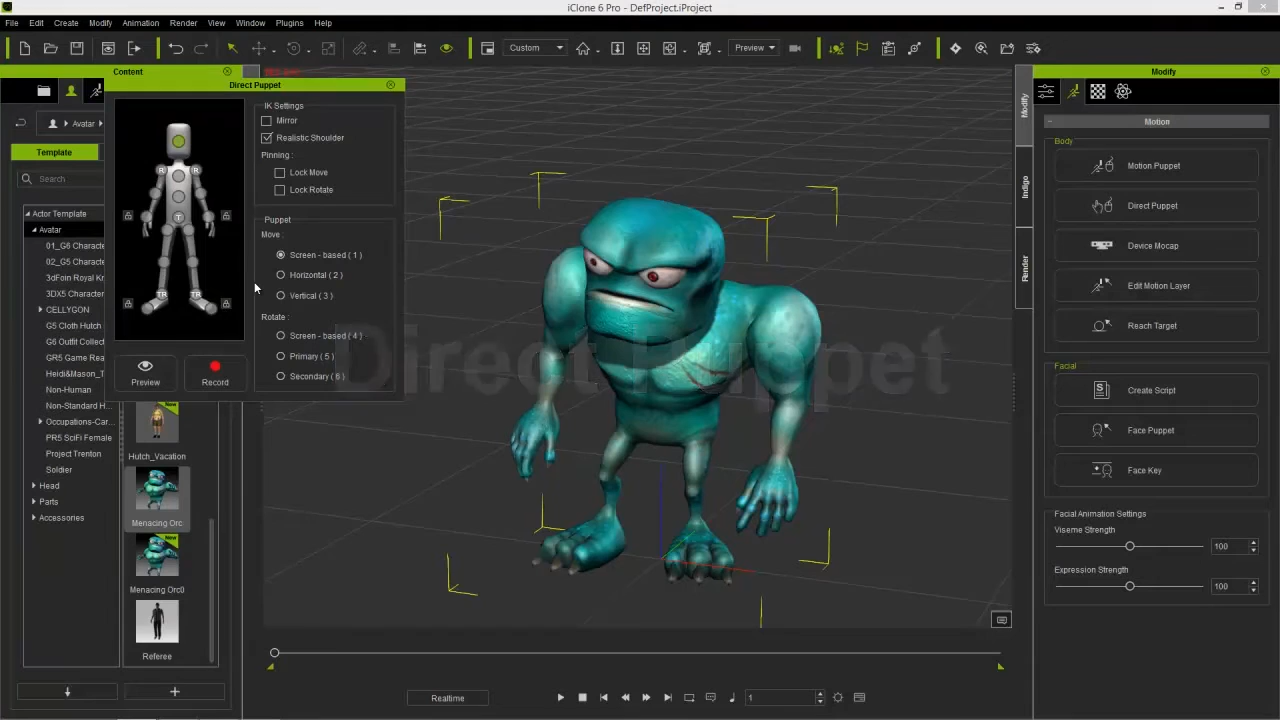 iClone 6 Pro - DefProject.iProject
File Edit Create Modify Animation Render View Window Plugins Help
Custom
Preview
Content
Direct Puppet
Modify
Avatar
Template
Search
Actor Template
Avatar
01_G6 Characte
02_G5 Characte
3dFoin Royal Kn
3DX5 Character
CELLYGON
G5 Cloth Hutch
G6 Outfit Collect
GR5 Game Rea
Heidi&Mason_T
Non-Human
Non-Standard H...
Occupations-Car...
PR5 SciFi Female
Project Trenton
Soldier
Head
Parts
Accessories
R R
T
TR TR
Preview
Record
IK Settings
Mirror
Realistic Shoulder
Pinning :
Lock Move
Lock Rotate
Puppet
Move :
Screen - based ( 1 )
Horizontal ( 2 )
Vertical ( 3 )
Rotate :
Screen - based ( 4 )
Primary ( 5 )
Secondary ( 6 )
New
Hutch_Vacation
Menacing Orc
New
Menacing Orc0
Referee
Direct Puppet
Realtime
1
Modify
Indigo
Render
Motion
Body
Motion Puppet
Direct Puppet
Device Mocap
Edit Motion Layer
Reach Target
Facial
Create Script
Face Puppet
Face Key
Facial Animation Settings
Viseme Strength
100
Expression Strength
100